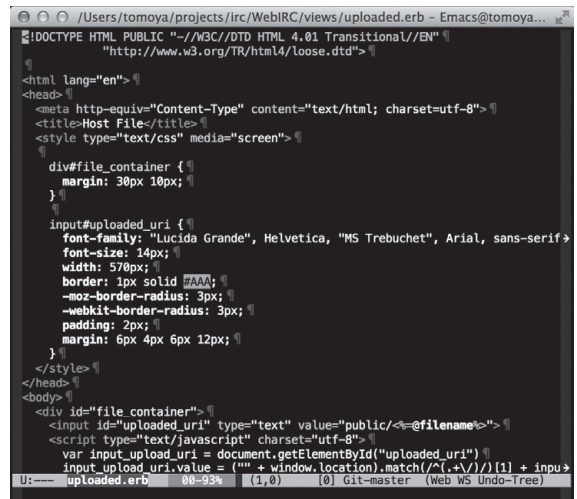 /Users/tomoya/projects/irc/WebIRC/views/uploaded.erb – Emacs@tomoya...
<!DOCTYPE HTML PUBLIC "-//W3C//DTD HTML 4.01 Transitional//EN"¶
"http://www.w3.org/TR/html4/loose.dtd">¶
¶
<html lang="en">¶
<head>¶
<meta http-equiv="Content-Type" content="text/html; charset=utf-8">¶
<title>Host File</title>¶
<style type="text/css" media="screen">¶
¶
div#file_container {¶
margin: 30px 10px;¶
}¶
¶
input#uploaded_uri {¶
font-family: "Lucida Grande", Helvetica, "MS Trebuchet", Arial, sans-serif→
font-size: 14px;¶
width: 570px;¶
border: 1px solid #AAA;¶
-moz-border-radius: 3px;¶
-webkit-border-radius: 3px;¶
padding: 2px;¶
margin: 6px 4px 6px 12px;¶
}¶
</style>¶
</head>¶
<body>¶
<div id="file_container">¶
<input id="uploaded_uri" type="text" value="public/<%=@filename%>">¶
<script type="text/javascript" charset="utf-8">¶
var input_upload_uri = document.getElementById("uploaded_uri")¶
input_upload_uri.value = ("" + window.location).match(/^(.+\/)/)[1] + inpu→
U:--- uploaded.erb 00-93% (1,0) [0] Git-master (Web WS Undo-Tree)